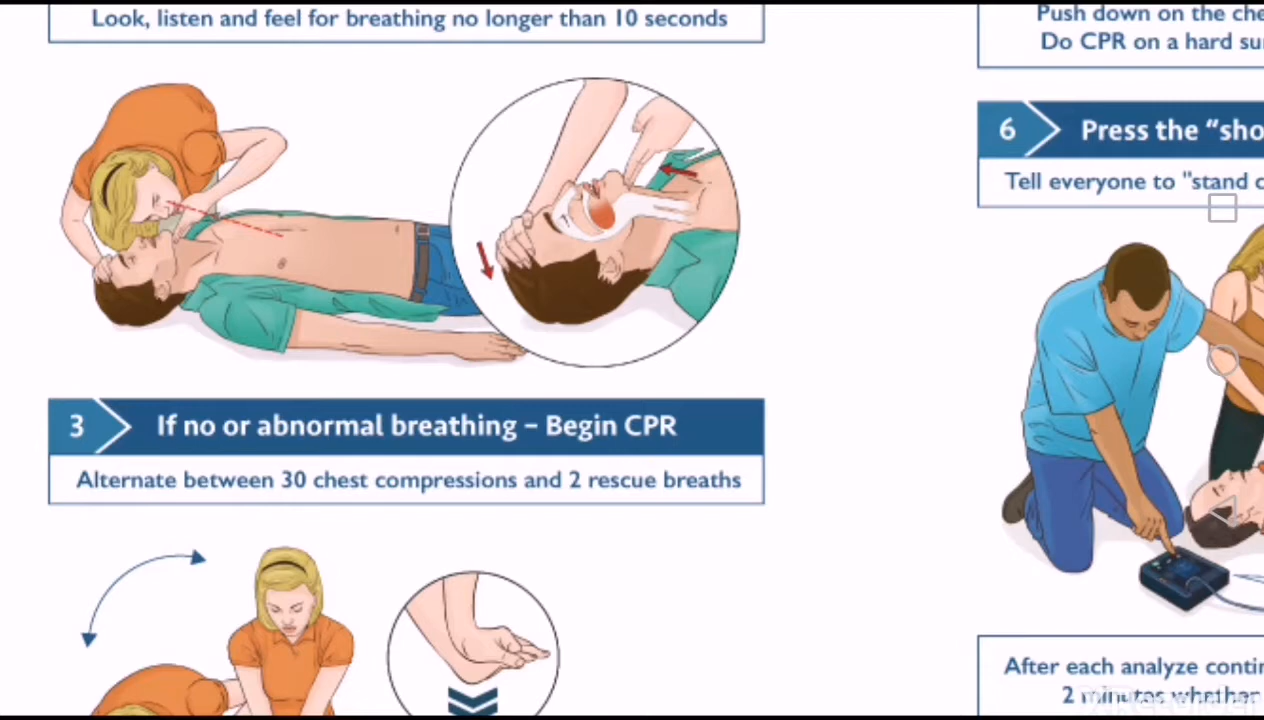 Look, listen and feel for breathing no longer than 10 seconds
3 If no or abnormal breathing – Begin CPR
Alternate between 30 chest compressions and 2 rescue breaths
Push down on the che
Do CPR on a hard su
6 Press the “sho
Tell everyone to "stand c
After each analyze contin
2 minutes whether